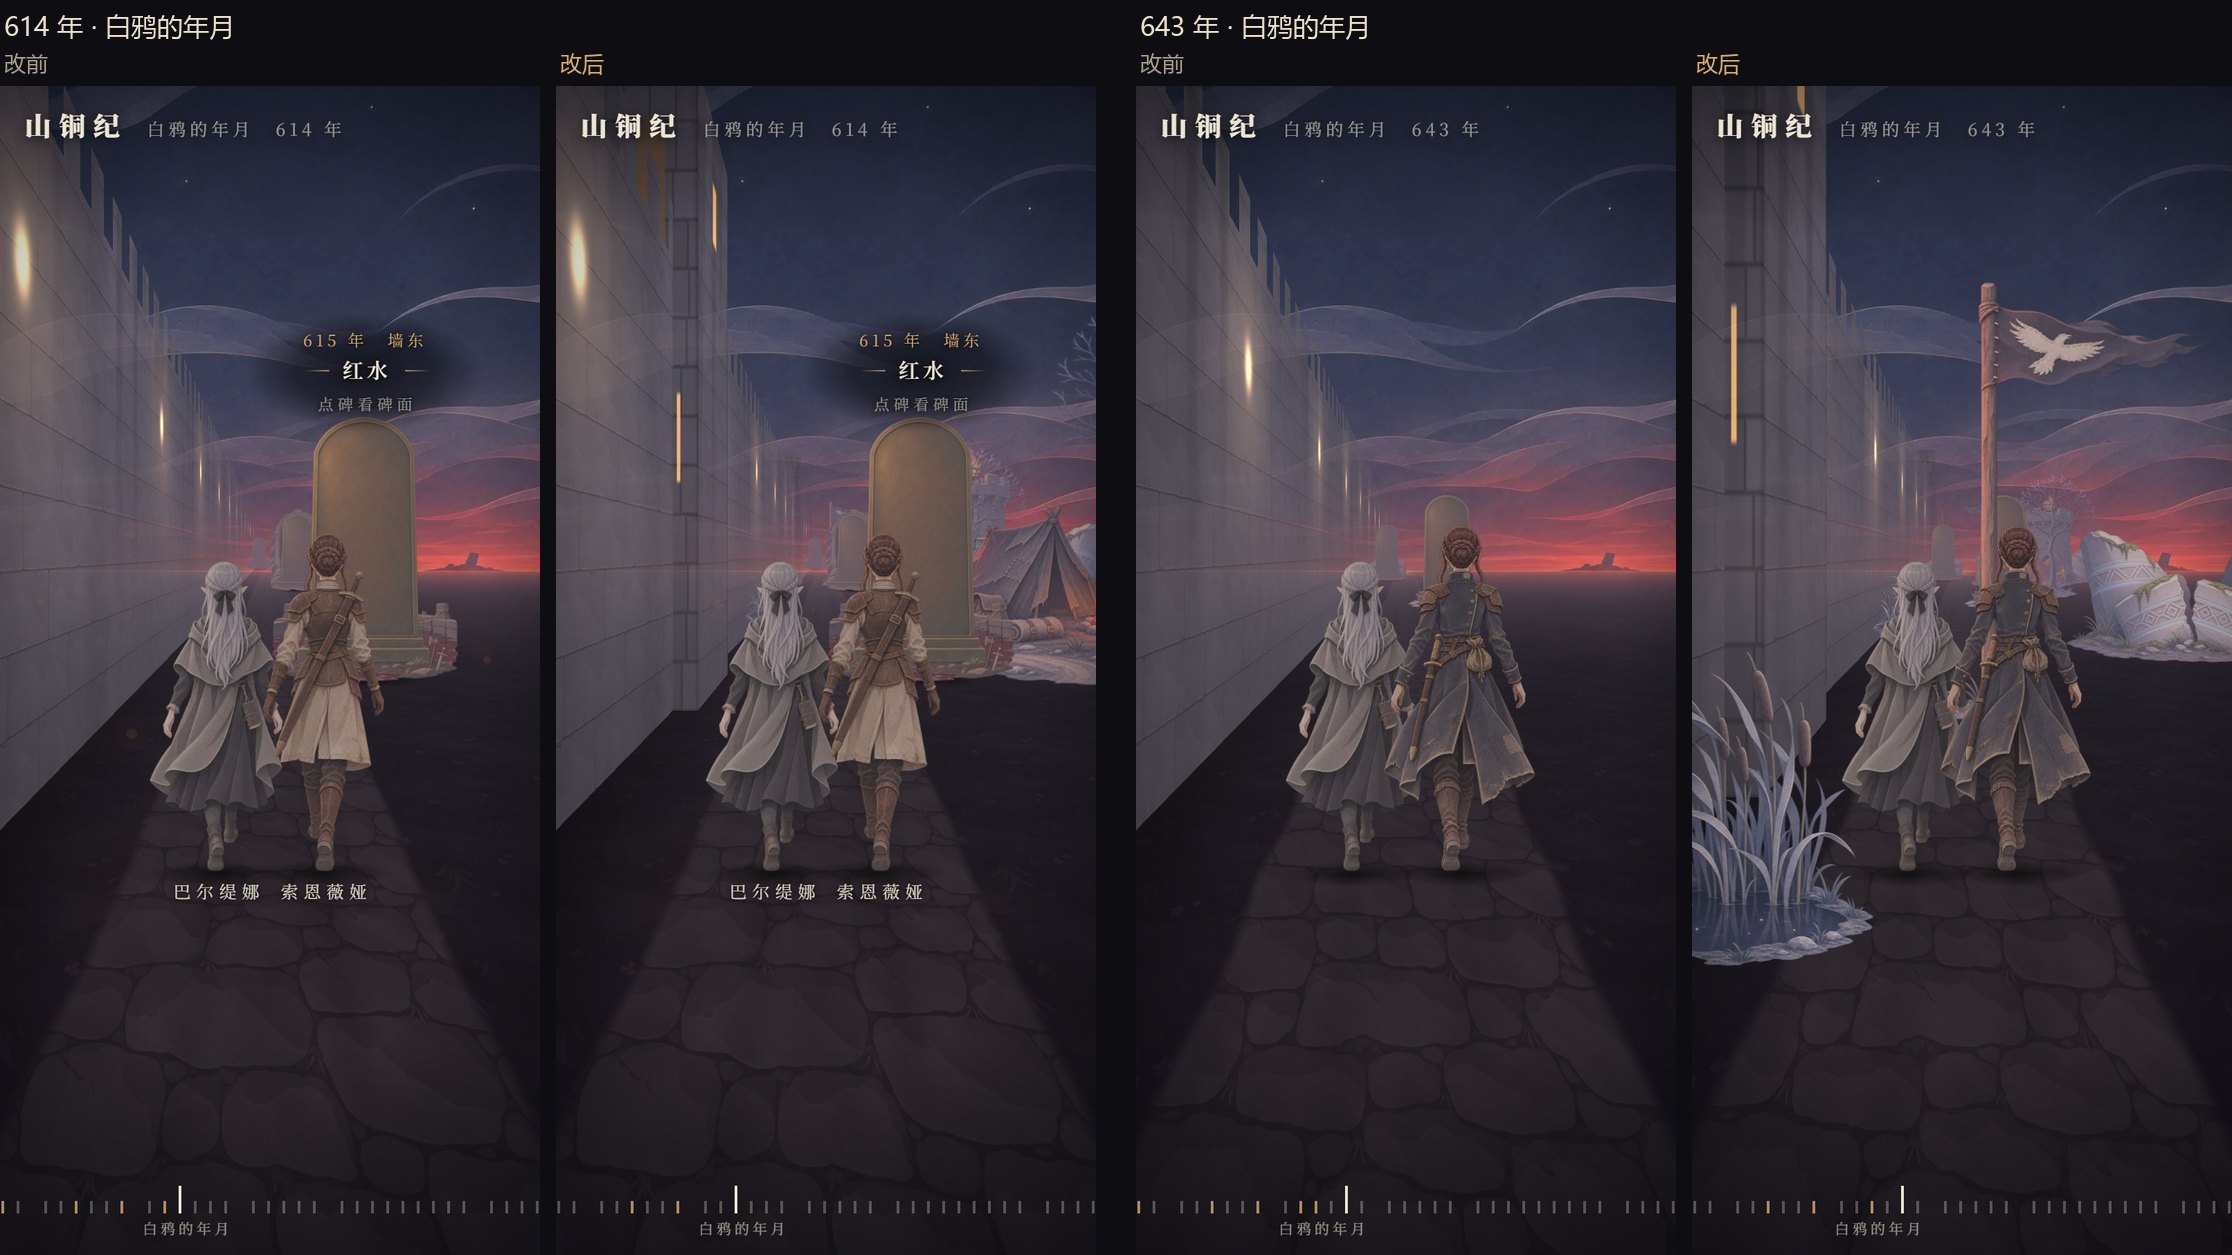 614 年 · 白鸦的年月
改前
山铜纪 白鸦的年月 614 年
615 年 墙东
红水
点碑看碑面
巴尔缇娜 索恩薇娅
白鸦的年月
改后
山铜纪 白鸦的年月 614 年
615 年 墙东
红水
点碑看碑面
巴尔缇娜 索恩薇娅
白鸦的年月
643 年 · 白鸦的年月
改前
山铜纪 白鸦的年月 643 年
白鸦的年月
改后
山铜纪 白鸦的年月 643 年
白鸦的年月